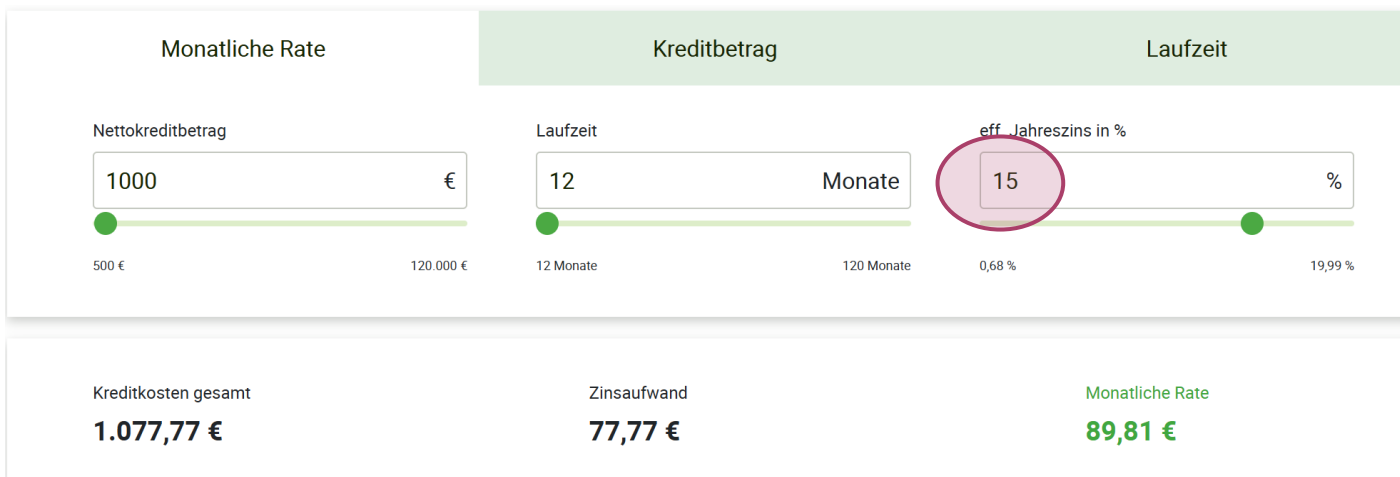 Monatliche Rate Kreditbetrag Laufzeit
Nettokreditbetrag Laufzeit eff. Jahreszins in %
1000 € 12 Monate 15 %
500 € 120.000 € 12 Monate 120 Monate 0,68 % 19,99 %
Kreditkosten gesamt Zinsaufwand Monatliche Rate
1.077,77 € 77,77 € 89,81 €